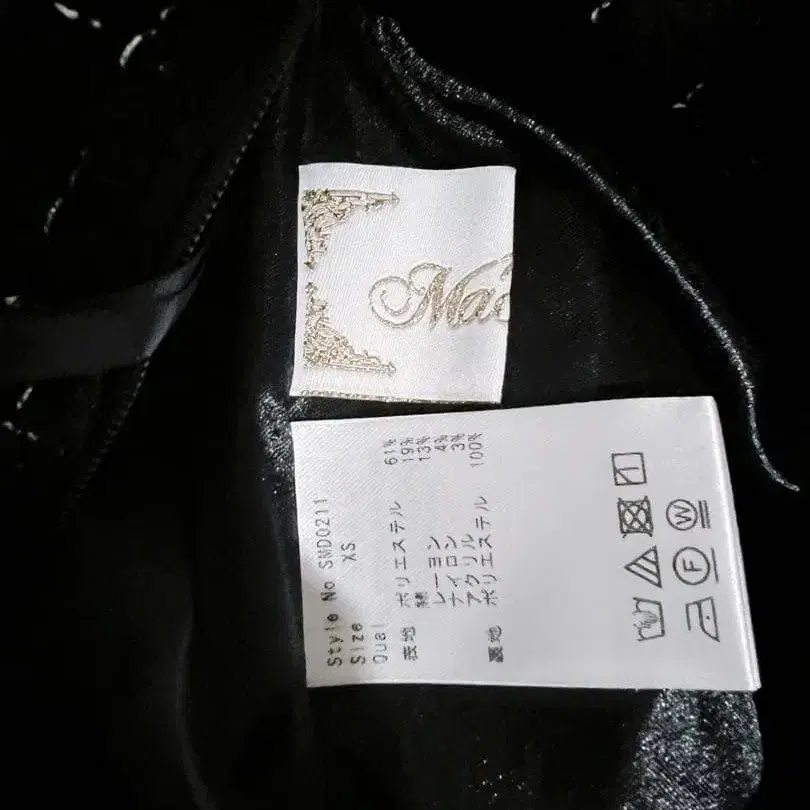 Ma
Style No SMD0211
Size XS
Qual
表地 ポリエステル 61%
綿 19%
レーヨン 13%
ナイロン 4%
アクリル 3%
裏地 ポリエステル 100%
W
F